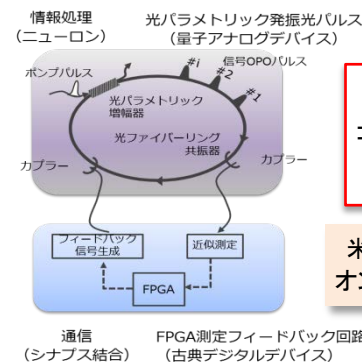 情報処理
（ニューロン）
光パラメトリック発振光パルス
（量子アナログデバイス）
信号OPOパルス
ポンプパルス
#i
#2
#1
光パラメトリック
増幅器
光ファイバーリング
共振器
カプラー
カプラー
フィードバック
信号生成
近似測定
FPGA
米
オン
通信
（シナプス結合）
FPGA測定フィードバック回路
（古典デジタルデバイス）